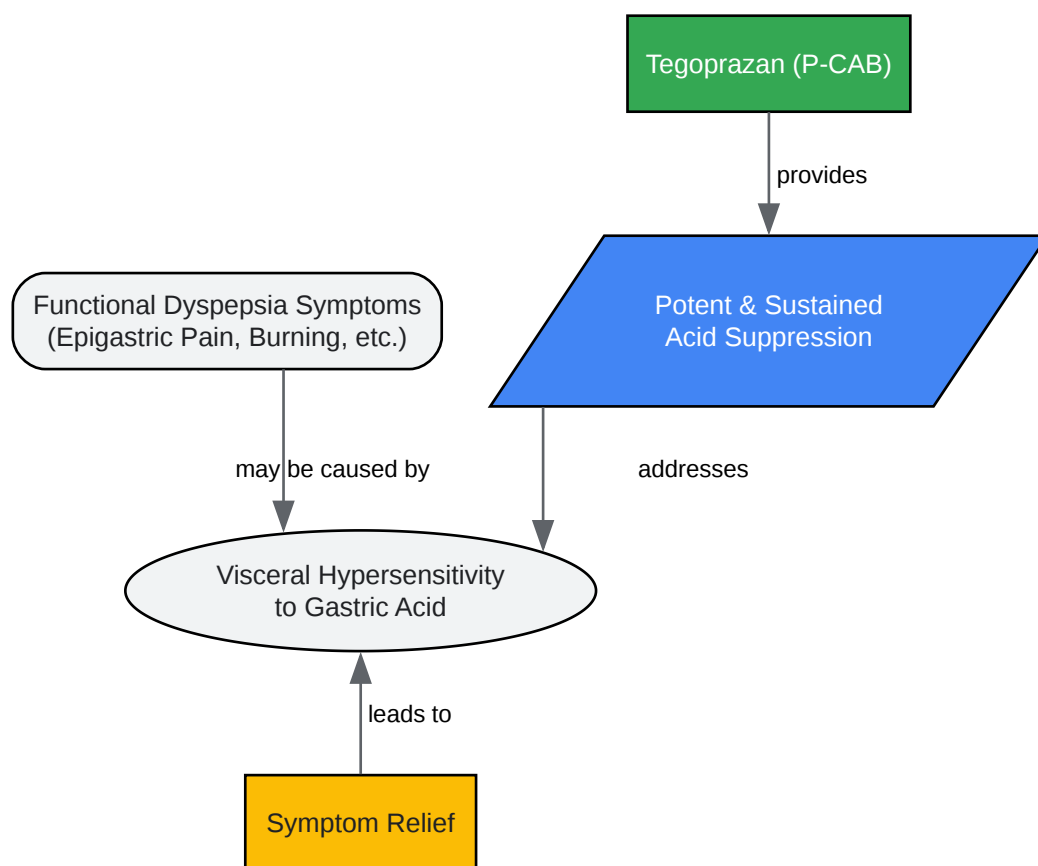 Tegoprazan (P-CAB)
provides
Functional Dyspepsia Symptoms
(Epigastric Pain, Burning, etc.)
Potent & Sustained
Acid Suppression
may be caused by
addresses
Visceral Hypersensitivity
to Gastric Acid
leads to
Symptom Relief